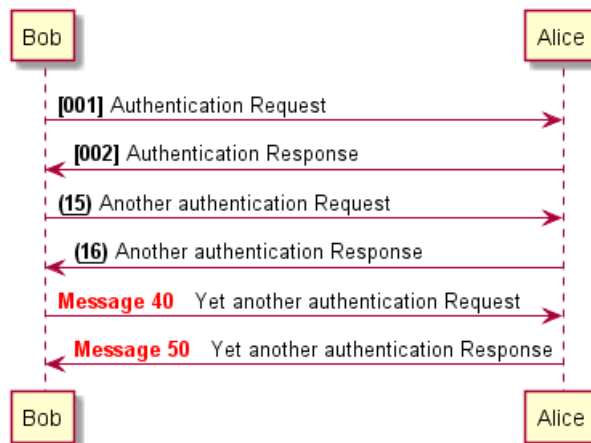 Bob Alice
[001] Authentication Request
[002] Authentication Response
(15) Another authentication Request
(16) Another authentication Response
Message 40 Yet another authentication Request
Message 50 Yet another authentication Response
Bob Alice